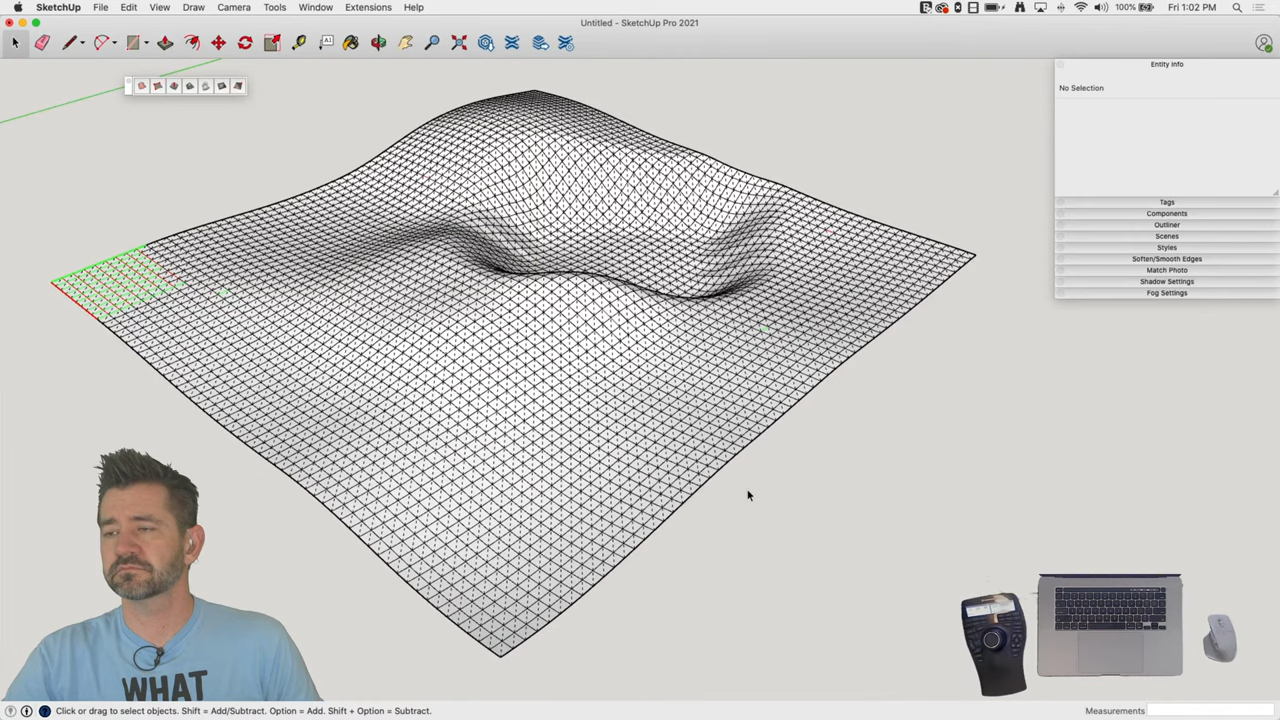 SketchUp File Edit View Camera Draw Tools Window Extensions Help
100% Fri 1:02 PM
Untitled - SketchUp Pro 2021
Entity Info
No Selection
Tags
Components
Outliner
Scenes
Styles
Soften/Smooth Edges
Match Photo
Shadow Settings
Fog Settings
WHAT
Click or drag to select objects. Shift = Add/Subtract. Option = Add. Shift + Option = Subtract.
Measurements